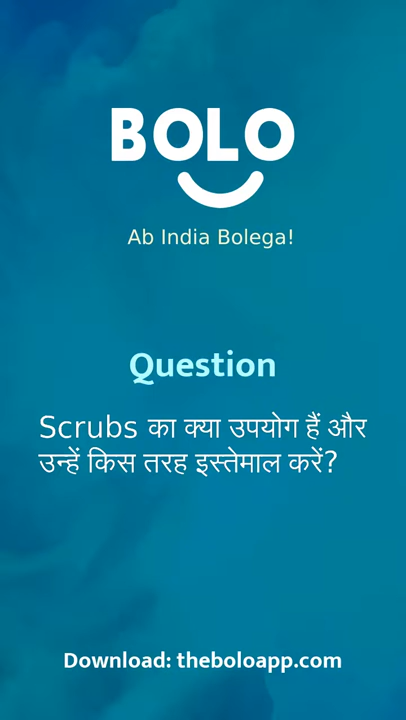 BOLO
Ab India Bolega!
Question
Scrubs का क्या उपयोग हैं और
उन्हें किस तरह इस्तेमाल करें?
Download: theboloapp.com